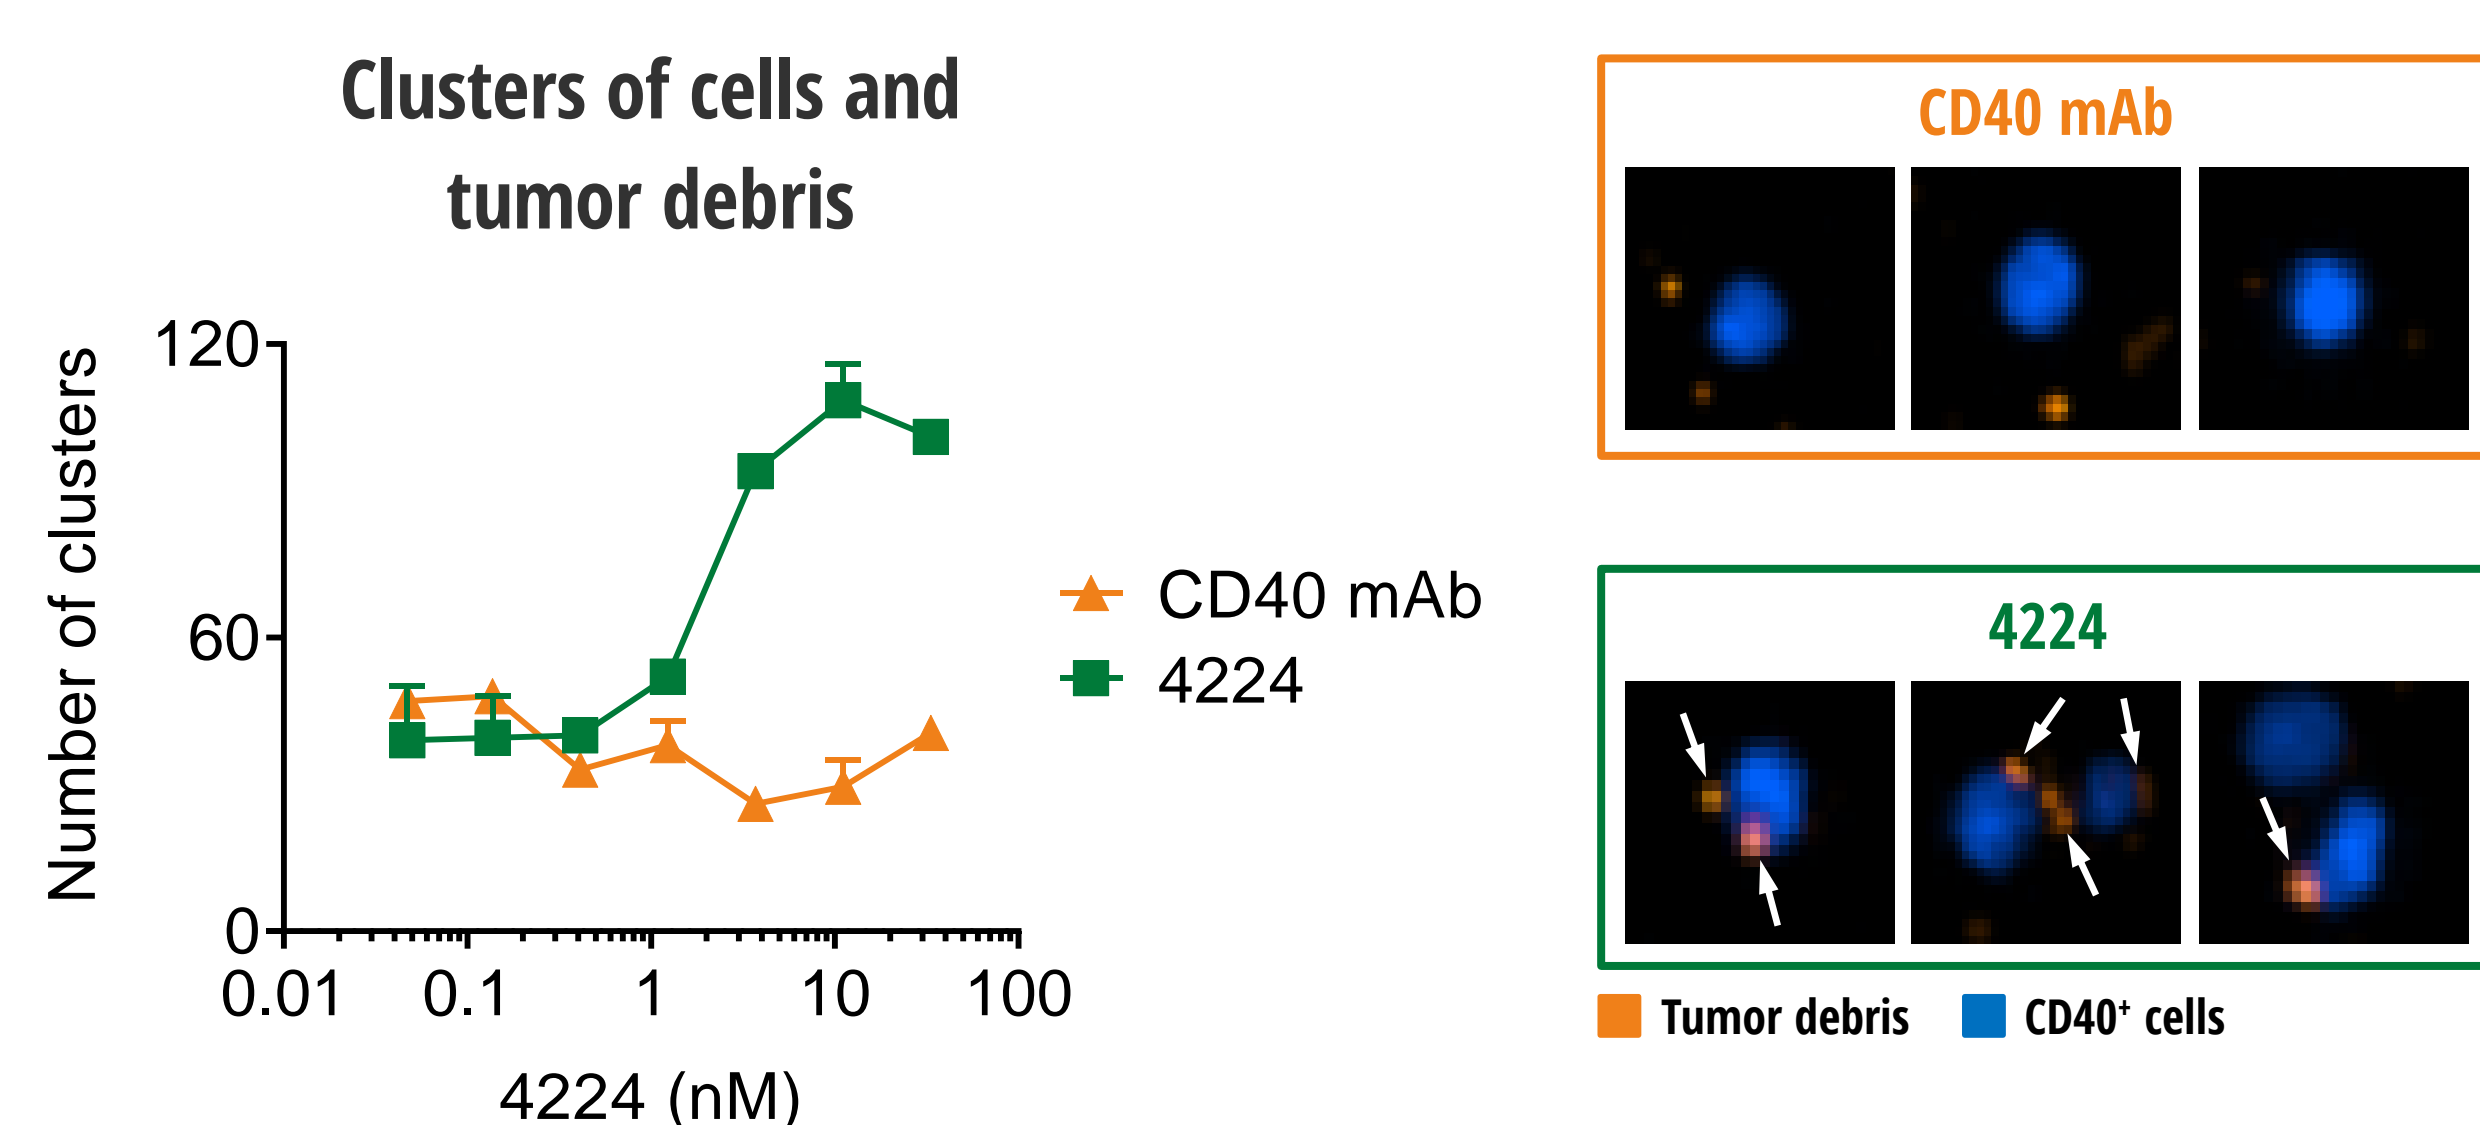 Clusters of cells and
tumor debris
Number of clusters
120
60
0
0.01
0.1
1
10
100
4224 (nM)
CD40 mAb
4224
CD40 mAb
4224
Tumor debris
CD40⁺ cells